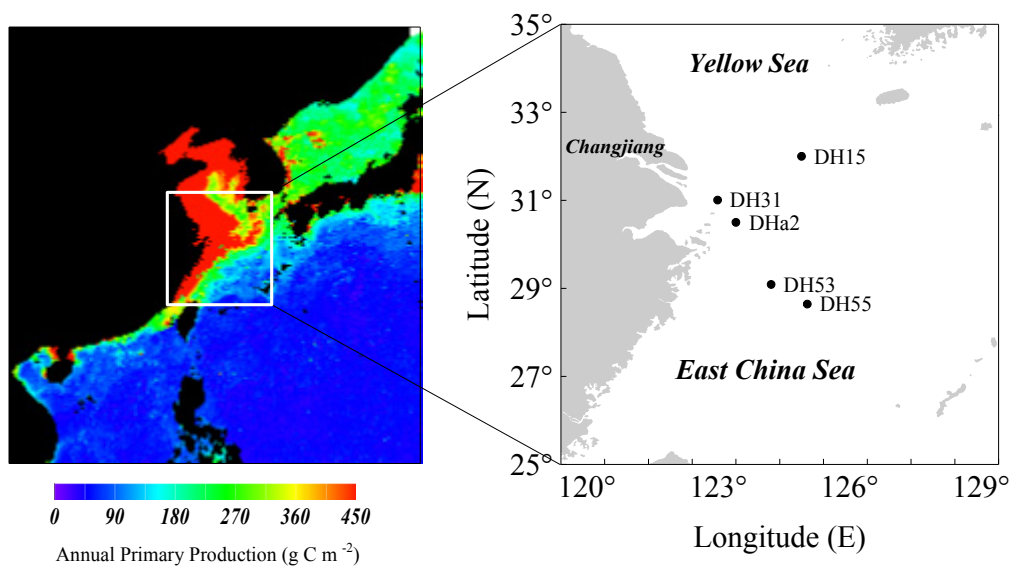 35°
33°
31°
29°
27°
25°
Latitude (N)
Yellow Sea
Changjiang
DH15
DH31
DHa2
DH53
DH55
East China Sea
120°
123°
126°
129°
Longitude (E)
0 90 180 270 360 450
Annual Primary Production (g C m -2)